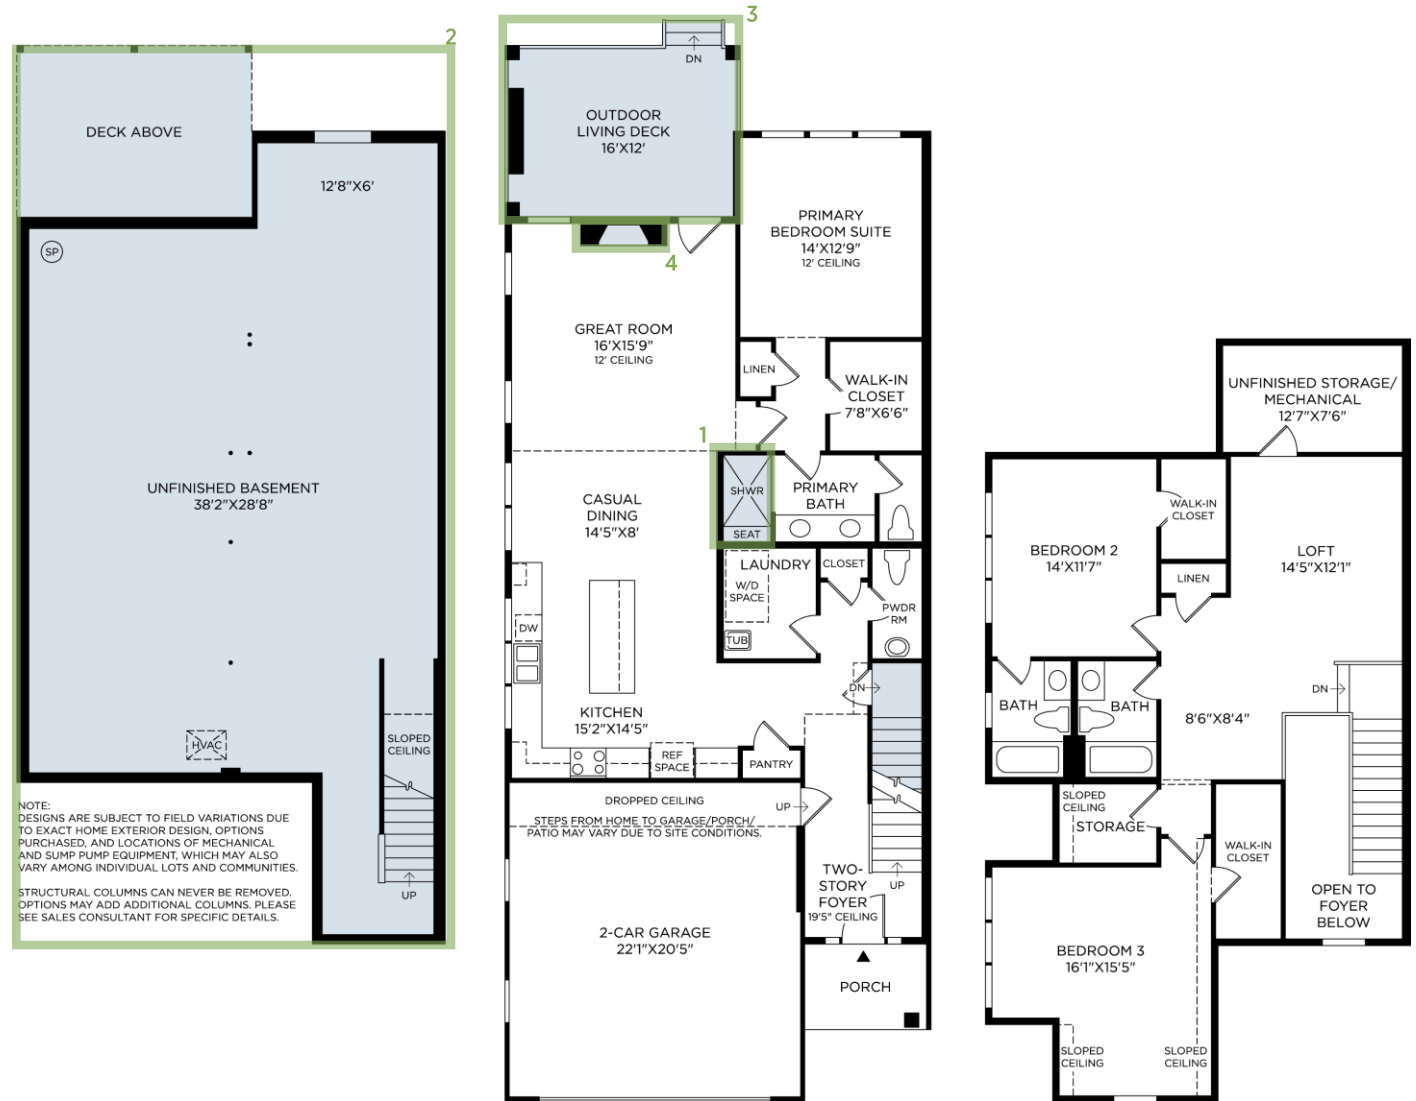 2
DECK ABOVE
12'8"X6'
SP
UNFINISHED BASEMENT
38'2"X28'8"
HVAC
SLOPED
CEILING
UP
NOTE:
DESIGNS ARE SUBJECT TO FIELD VARIATIONS DUE
TO EXACT HOME EXTERIOR DESIGN, OPTIONS
PURCHASED, AND LOCATIONS OF MECHANICAL
AND SUMP PUMP EQUIPMENT, WHICH MAY ALSO
VARY AMONG INDIVIDUAL LOTS AND COMMUNITIES.
STRUCTURAL COLUMNS CAN NEVER BE REMOVED.
OPTIONS MAY ADD ADDITIONAL COLUMNS. PLEASE
SEE SALES CONSULTANT FOR SPECIFIC DETAILS.
3
DN
OUTDOOR
LIVING DECK
16'X12'
4
PRIMARY
BEDROOM SUITE
14'X12'9"
12' CEILING
GREAT ROOM
16'X15'9"
12' CEILING
LINEN
WALK-IN
CLOSET
7'8"X6'6"
1
SHWR
SEAT
PRIMARY
BATH
CASUAL
DINING
14'5"X8'
LAUNDRY
W/D
SPACE
TUB
CLOSET
PWDR
RM
DW
DN
KITCHEN
15'2"X14'5"
REF
SPACE
PANTRY
DROPPED CEILING
STEPS FROM HOME TO GARAGE/PORCH/
PATIO MAY VARY DUE TO SITE CONDITIONS.
UP
TWO-
STORY
FOYER
19'5" CEILING
UP
2-CAR GARAGE
22'1"X20'5"
PORCH
UNFINISHED STORAGE/
MECHANICAL
12'7"X7'6"
WALK-IN
CLOSET
BEDROOM 2
14'X11'7"
LOFT
14'5"X12'1"
LINEN
BATH
BATH
DN
8'6"X8'4"
SLOPED
CEILING
STORAGE
WALK-IN
CLOSET
OPEN TO
FOYER
BELOW
BEDROOM 3
16'1"X15'5"
SLOPED
CEILING
SLOPED
CEILING